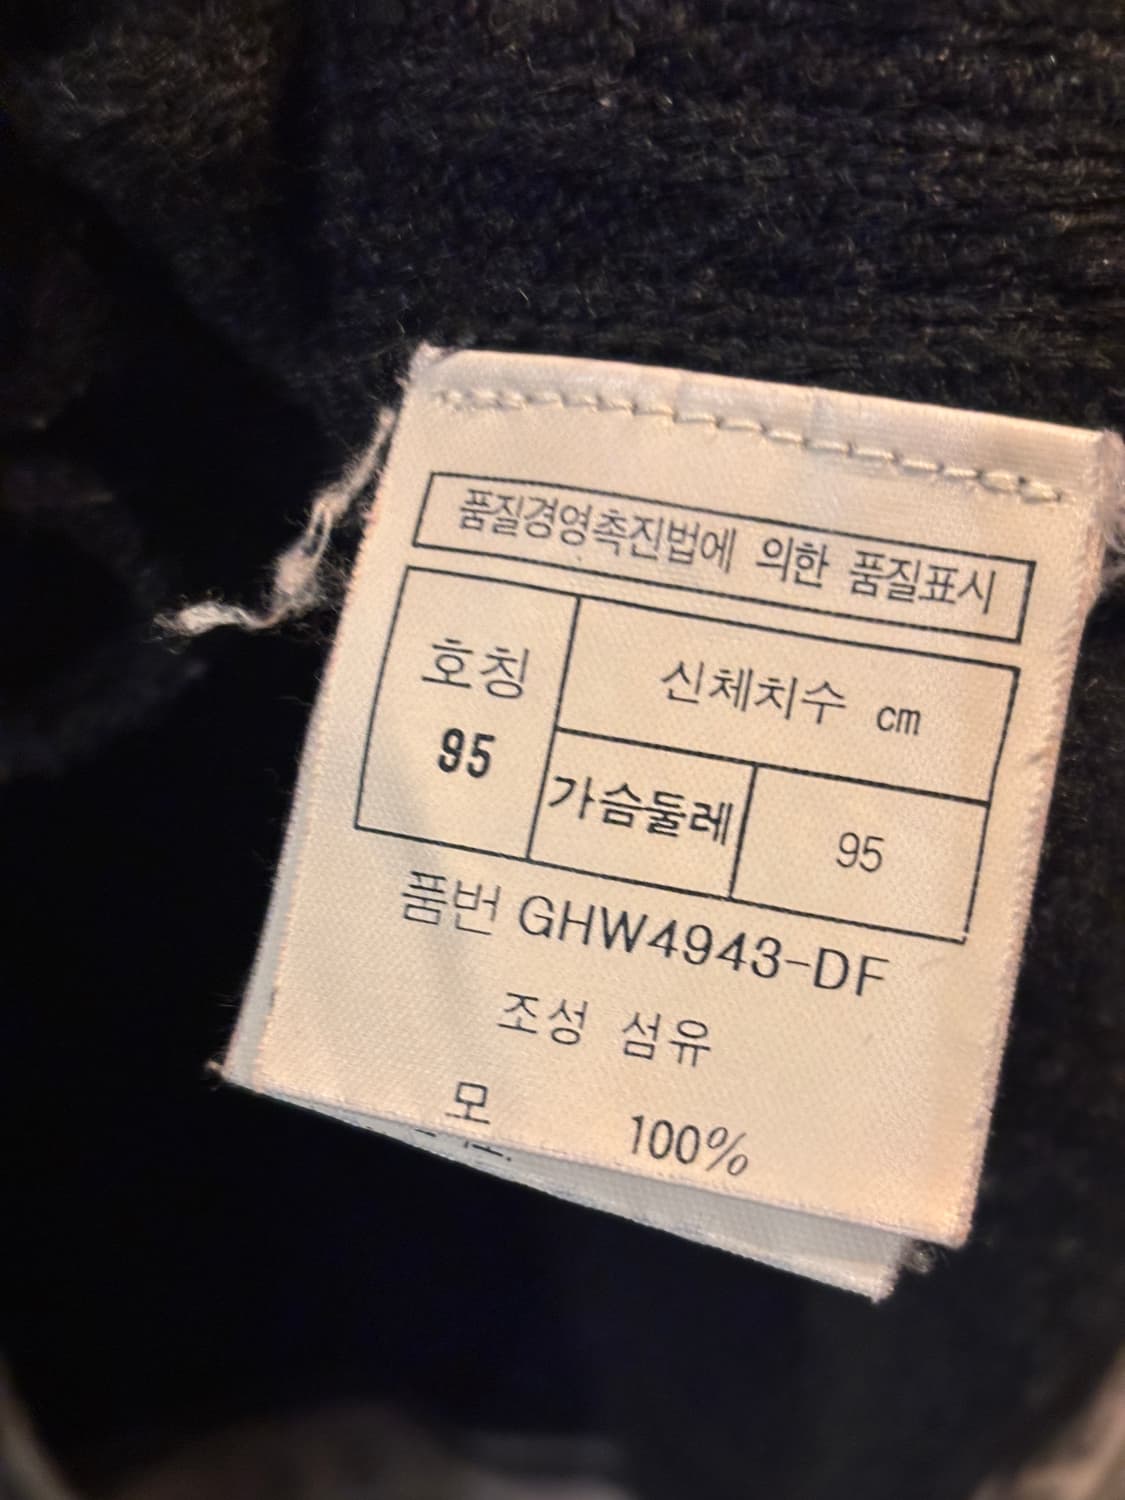 품질경영촉진법에 의한 품질표시
호칭
95
신체치수 cm
가슴둘레
95
품번 GHW4943-DF
조성 섬유
모 100%